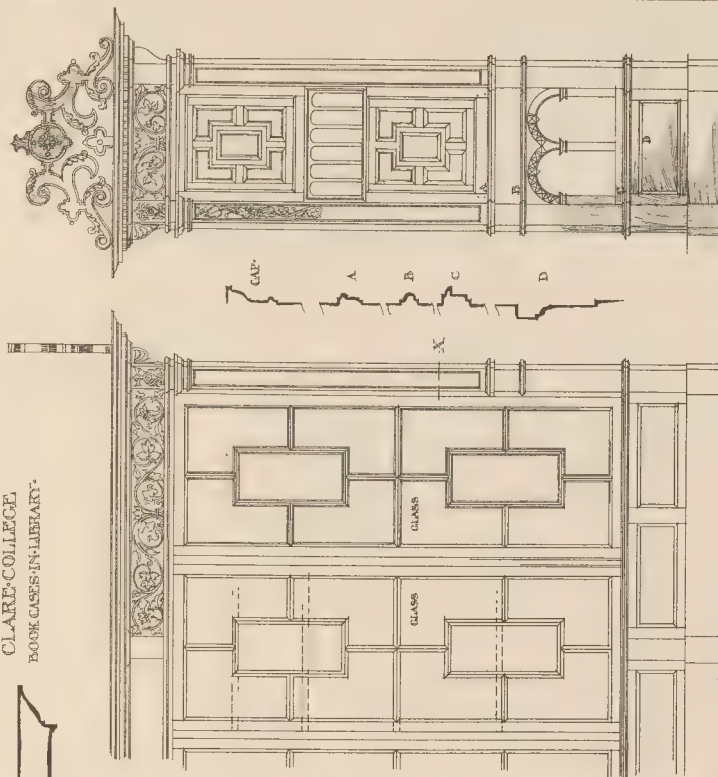 CLARE·COLLEGE
BOOK CASES·IN·LIBRARY·
CAP·
A
B
C
D
X
GLASS
GLASS
A
B
D